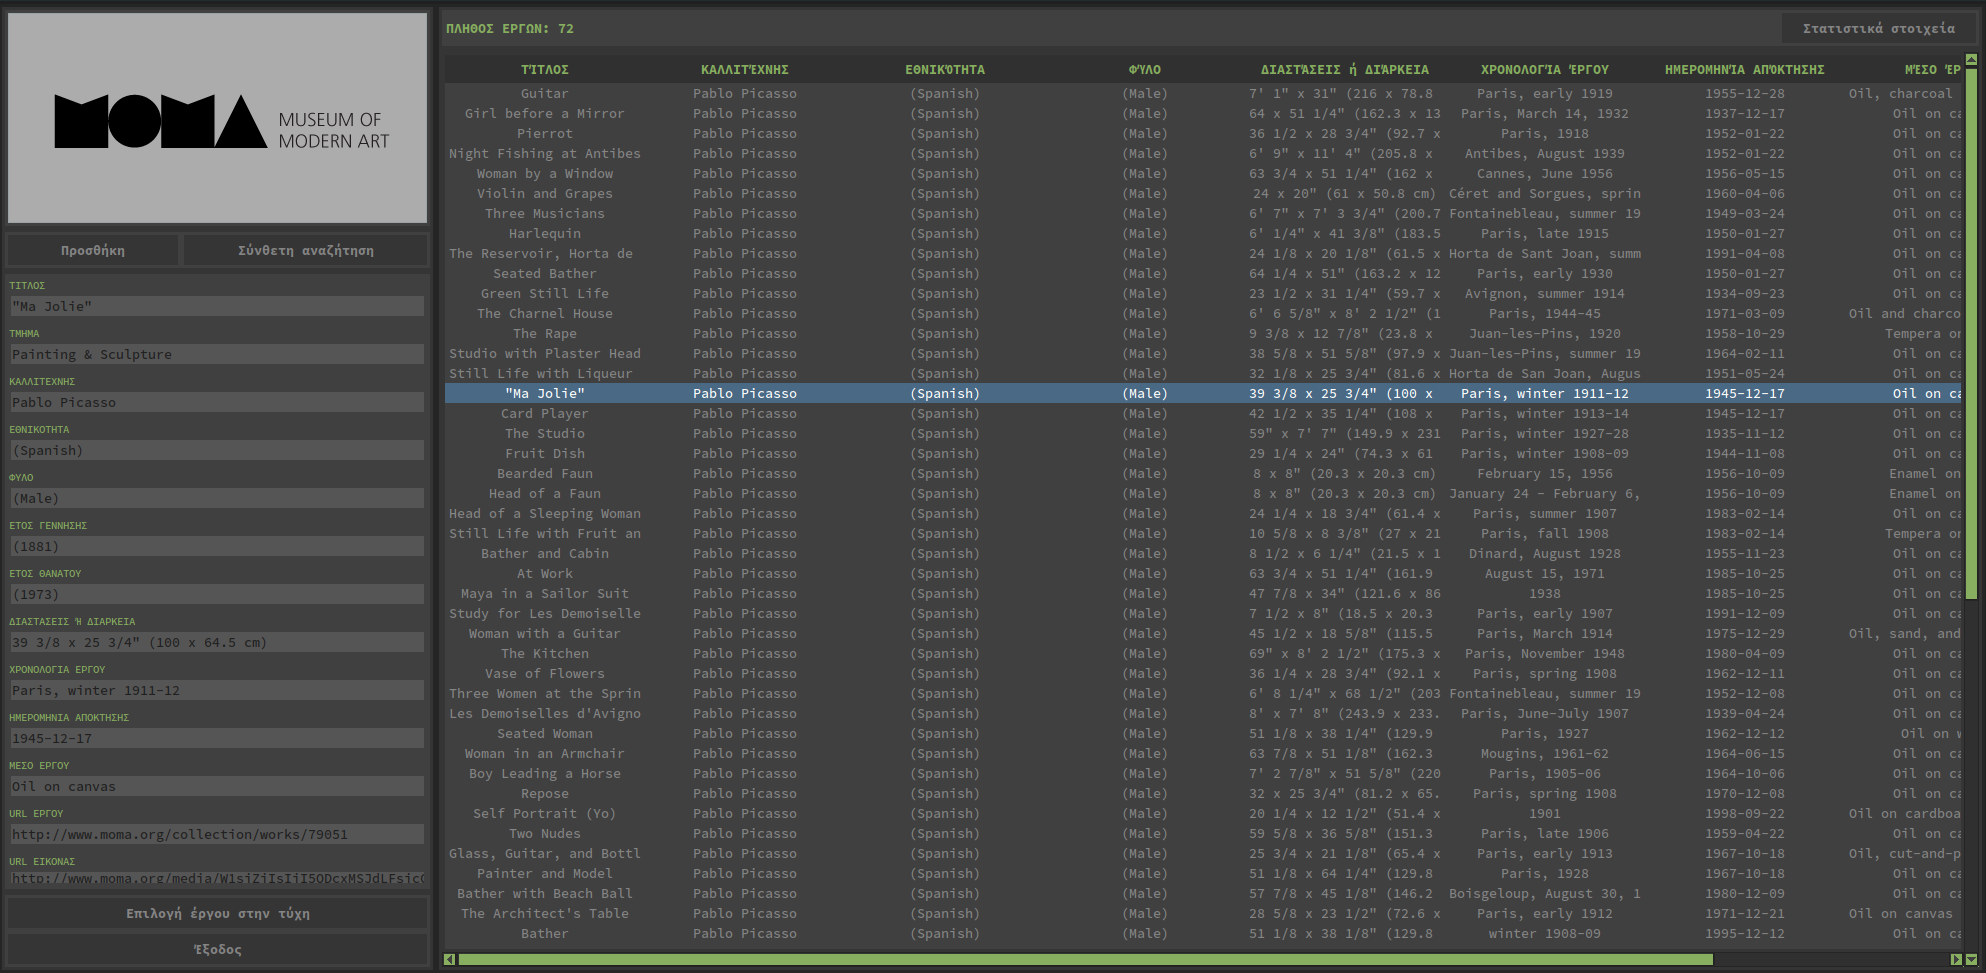 MOMA
MUSEUM OF
MODERN ART
Προσθήκη Σύνθετη αναζήτηση
ΤΙΤΛΟΣ
"Ma Jolie"
ΤΜΗΜΑ
Painting & Sculpture
ΚΑΛΛΙΤΕΧΝΗΣ
Pablo Picasso
ΕΘΝΙΚΟΤΗΤΑ
(Spanish)
ΦΥΛΟ
(Male)
ΕΤΟΣ ΓΕΝΝΗΣΗΣ
(1881)
ΕΤΟΣ ΘΑΝΑΤΟΥ
(1973)
ΔΙΑΣΤΑΣΕΙΣ Ή ΔΙΑΡΚΕΙΑ
39 3/8 x 25 3/4" (100 x 64.5 cm)
ΧΡΟΝΟΛΟΓΙΑ ΕΡΓΟΥ
Paris, winter 1911-12
ΗΜΕΡΟΜΗΝΙΑ ΑΠΟΚΤΗΣΗΣ
1945-12-17
ΜΕΣΟ ΕΡΓΟΥ
Oil on canvas
URL ΕΡΓΟΥ
http://www.moma.org/collection/works/79051
URL ΕΙΚΟΝΑΣ
Επιλογή έργου στην τύχη
Έξοδος
ΠΛΗΘΟΣ ΕΡΓΩΝ: 72 Στατιστικά στοιχεία
ΤΊΤΛΟΣ ΚΑΛΛΙΤΈΧΝΗΣ ΕΘΝΙΚΌΤΗΤΑ ΦΎΛΟ ΔΙΑΣΤΆΣΕΙΣ ή ΔΙΆΡΚΕΙΑ ΧΡΟΝΟΛΟΓΊΑ ΈΡΓΟΥ ΗΜΕΡΟΜΗΝΊΑ ΑΠΌΚΤΗΣΗΣ ΜΈΣΟ ΈΡ
Guitar Pablo Picasso (Spanish) (Male) 7' 1" x 31" (216 x 78.8 Paris, early 1919 1955-12-28 Oil, charcoal
Girl before a Mirror Pablo Picasso (Spanish) (Male) 64 x 51 1/4" (162.3 x 13 Paris, March 14, 1932 1937-12-17 Oil on ca
Pierrot Pablo Picasso (Spanish) (Male) 36 1/2 x 28 3/4" (92.7 x Paris, 1918 1952-01-22 Oil on ca
Night Fishing at Antibes Pablo Picasso (Spanish) (Male) 6' 9" x 11' 4" (205.8 x Antibes, August 1939 1952-01-22 Oil on ca
Woman by a Window Pablo Picasso (Spanish) (Male) 63 3/4 x 51 1/4" (162 x Cannes, June 1956 1956-05-15 Oil on ca
Violin and Grapes Pablo Picasso (Spanish) (Male) 24 x 20" (61 x 50.8 cm) Céret and Sorgues, sprin 1960-04-06 Oil on ca
Three Musicians Pablo Picasso (Spanish) (Male) 6' 7" x 7' 3 3/4" (200.7 Fontainebleau, summer 19 1949-03-24 Oil on ca
Harlequin Pablo Picasso (Spanish) (Male) 6' 1/4" x 41 3/8" (183.5 Paris, late 1915 1950-01-27 Oil on ca
The Reservoir, Horta de Pablo Picasso (Spanish) (Male) 24 1/8 x 20 1/8" (61.5 x Horta de Sant Joan, summ 1991-04-08 Oil on ca
Seated Bather Pablo Picasso (Spanish) (Male) 64 1/4 x 51" (163.2 x 12 Paris, early 1930 1950-01-27 Oil on ca
Green Still Life Pablo Picasso (Spanish) (Male) 23 1/2 x 31 1/4" (59.7 x Avignon, summer 1914 1934-09-23 Oil on ca
The Charnel House Pablo Picasso (Spanish) (Male) 6' 6 5/8" x 8' 2 1/2" (1 Paris, 1944-45 1971-03-09 Oil and charco
The Rape Pablo Picasso (Spanish) (Male) 9 3/8 x 12 7/8" (23.8 x Juan-les-Pins, 1920 1958-10-29 Tempera on
Studio with Plaster Head Pablo Picasso (Spanish) (Male) 38 5/8 x 51 5/8" (97.9 x Juan-les-Pins, summer 19 1964-02-11 Oil on ca
Still Life with Liqueur Pablo Picasso (Spanish) (Male) 32 1/8 x 25 3/4" (81.6 x Horta de San Joan, Augus 1951-05-24 Oil on ca
"Ma Jolie" Pablo Picasso (Spanish) (Male) 39 3/8 x 25 3/4" (100 x Paris, winter 1911-12 1945-12-17 Oil on ca
Card Player Pablo Picasso (Spanish) (Male) 42 1/2 x 35 1/4" (108 x Paris, winter 1913-14 1945-12-17 Oil on ca
The Studio Pablo Picasso (Spanish) (Male) 59" x 7' 7" (149.9 x 231 Paris, winter 1927-28 1935-11-12 Oil on ca
Fruit Dish Pablo Picasso (Spanish) (Male) 29 1/4 x 24" (74.3 x 61 Paris, winter 1908-09 1944-11-08 Oil on ca
Bearded Faun Pablo Picasso (Spanish) (Male) 8 x 8" (20.3 x 20.3 cm) February 15, 1956 1956-10-09 Enamel on
Head of a Faun Pablo Picasso (Spanish) (Male) 8 x 8" (20.3 x 20.3 cm) January 24 - February 6, 1956-10-09 Enamel on
Head of a Sleeping Woman Pablo Picasso (Spanish) (Male) 24 1/4 x 18 3/4" (61.4 x Paris, summer 1907 1983-02-14 Oil on ca
Still Life with Fruit an Pablo Picasso (Spanish) (Male) 10 5/8 x 8 3/8" (27 x 21 Paris, fall 1908 1983-02-14 Tempera on
Bather and Cabin Pablo Picasso (Spanish) (Male) 8 1/2 x 6 1/4" (21.5 x 1 Dinard, August 1928 1955-11-23 Oil on ca
At Work Pablo Picasso (Spanish) (Male) 63 3/4 x 51 1/4" (161.9 August 15, 1971 1985-10-25 Oil on ca
Maya in a Sailor Suit Pablo Picasso (Spanish) (Male) 47 7/8 x 34" (121.6 x 86 1938 1985-10-25 Oil on ca
Study for Les Demoiselle Pablo Picasso (Spanish) (Male) 7 1/2 x 8" (18.5 x 20.3 Paris, early 1907 1991-12-09 Oil on ca
Woman with a Guitar Pablo Picasso (Spanish) (Male) 45 1/2 x 18 5/8" (115.5 Paris, March 1914 1975-12-29 Oil, sand, and
The Kitchen Pablo Picasso (Spanish) (Male) 69" x 8' 2 1/2" (175.3 x Paris, November 1948 1980-04-09 Oil on ca
Vase of Flowers Pablo Picasso (Spanish) (Male) 36 1/4 x 28 3/4" (92.1 x Paris, spring 1908 1962-12-11 Oil on ca
Three Women at the Sprin Pablo Picasso (Spanish) (Male) 6' 8 1/4" x 68 1/2" (203 Fontainebleau, summer 19 1952-12-08 Oil on ca
Les Demoiselles d'Avigno Pablo Picasso (Spanish) (Male) 8' x 7' 8" (243.9 x 233. Paris, June-July 1907 1939-04-24 Oil on ca
Seated Woman Pablo Picasso (Spanish) (Male) 51 1/8 x 38 1/4" (129.9 Paris, 1927 1962-12-12 Oil on w
Woman in an Armchair Pablo Picasso (Spanish) (Male) 63 7/8 x 51 1/8" (162.3 Mougins, 1961-62 1964-06-15 Oil on ca
Boy Leading a Horse Pablo Picasso (Spanish) (Male) 7' 2 7/8" x 51 5/8" (220 Paris, 1905-06 1964-10-06 Oil on ca
Repose Pablo Picasso (Spanish) (Male) 32 x 25 3/4" (81.2 x 65. Paris, spring 1908 1970-12-08 Oil on ca
Self Portrait (Yo) Pablo Picasso (Spanish) (Male) 20 1/4 x 12 1/2" (51.4 x 1901 1998-09-22 Oil on cardboa
Two Nudes Pablo Picasso (Spanish) (Male) 59 5/8 x 36 5/8" (151.3 Paris, late 1906 1959-04-22 Oil on ca
Glass, Guitar, and Bottl Pablo Picasso (Spanish) (Male) 25 3/4 x 21 1/8" (65.4 x Paris, early 1913 1967-10-18 Oil, cut-and-p
Painter and Model Pablo Picasso (Spanish) (Male) 51 1/8 x 64 1/4" (129.8 Paris, 1928 1967-10-18 Oil on ca
Bather with Beach Ball Pablo Picasso (Spanish) (Male) 57 7/8 x 45 1/8" (146.2 Boisgeloup, August 30, 1 1980-12-09 Oil on ca
The Architect's Table Pablo Picasso (Spanish) (Male) 28 5/8 x 23 1/2" (72.6 x Paris, early 1912 1971-12-21 Oil on canvas
Bather Pablo Picasso (Spanish) (Male) 51 1/8 x 38 1/8" (129.8 winter 1908-09 1995-12-12 Oil on ca